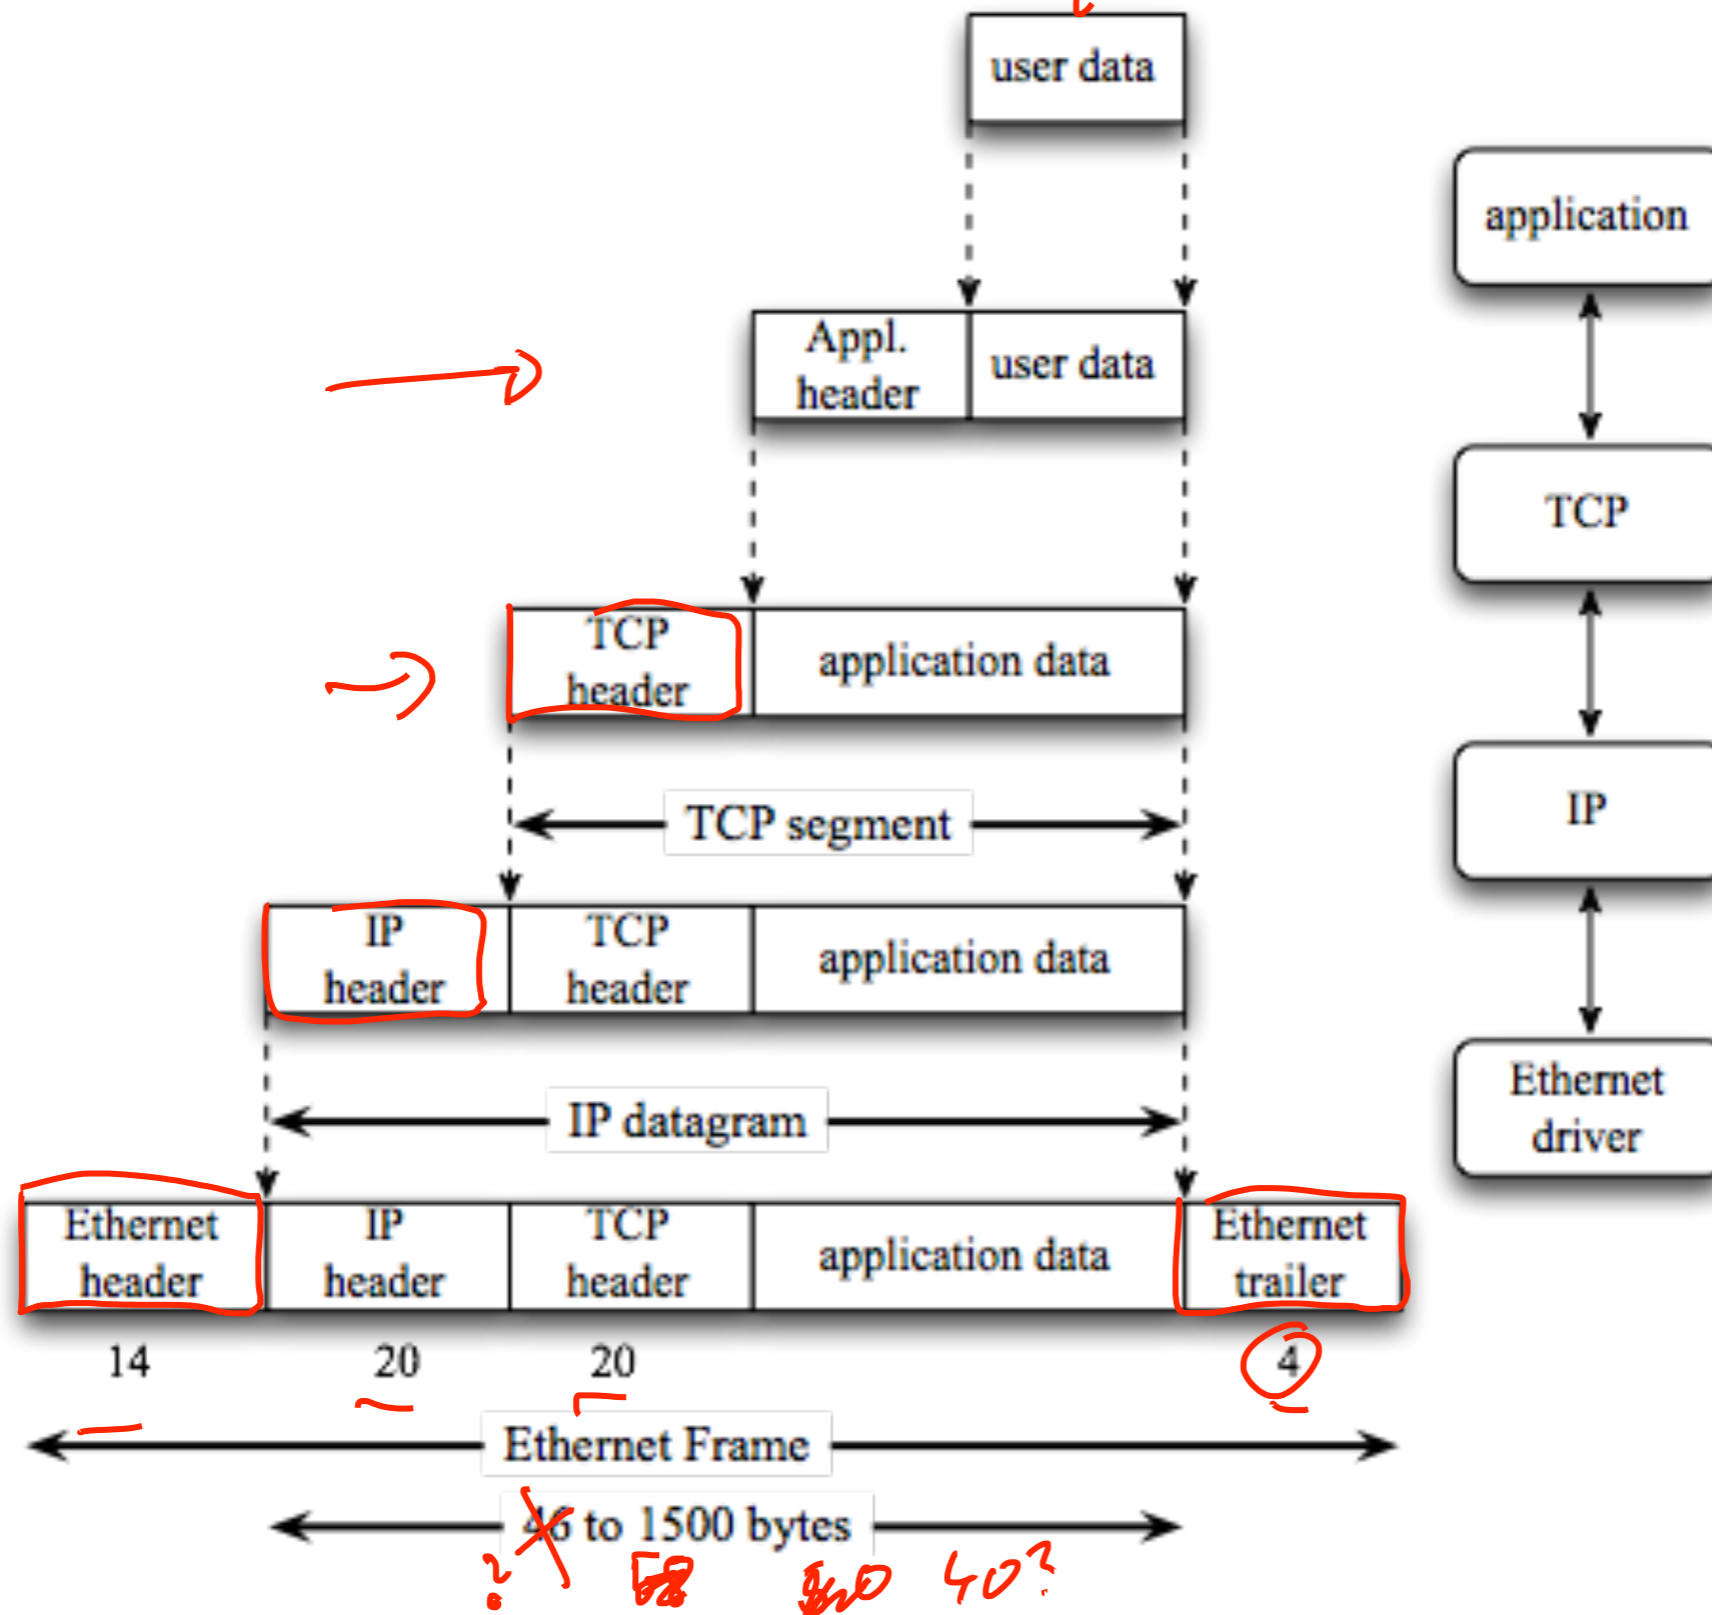 user data
application
Appl.
header
user data
TCP
TCP
header
application data
TCP segment
IP
IP
header
TCP
header
application data
IP datagram
Ethernet
driver
Ethernet
header
IP
header
TCP
header
application data
Ethernet
trailer
14
20
20
4
Ethernet Frame
46 to 1500 bytes
?
40?